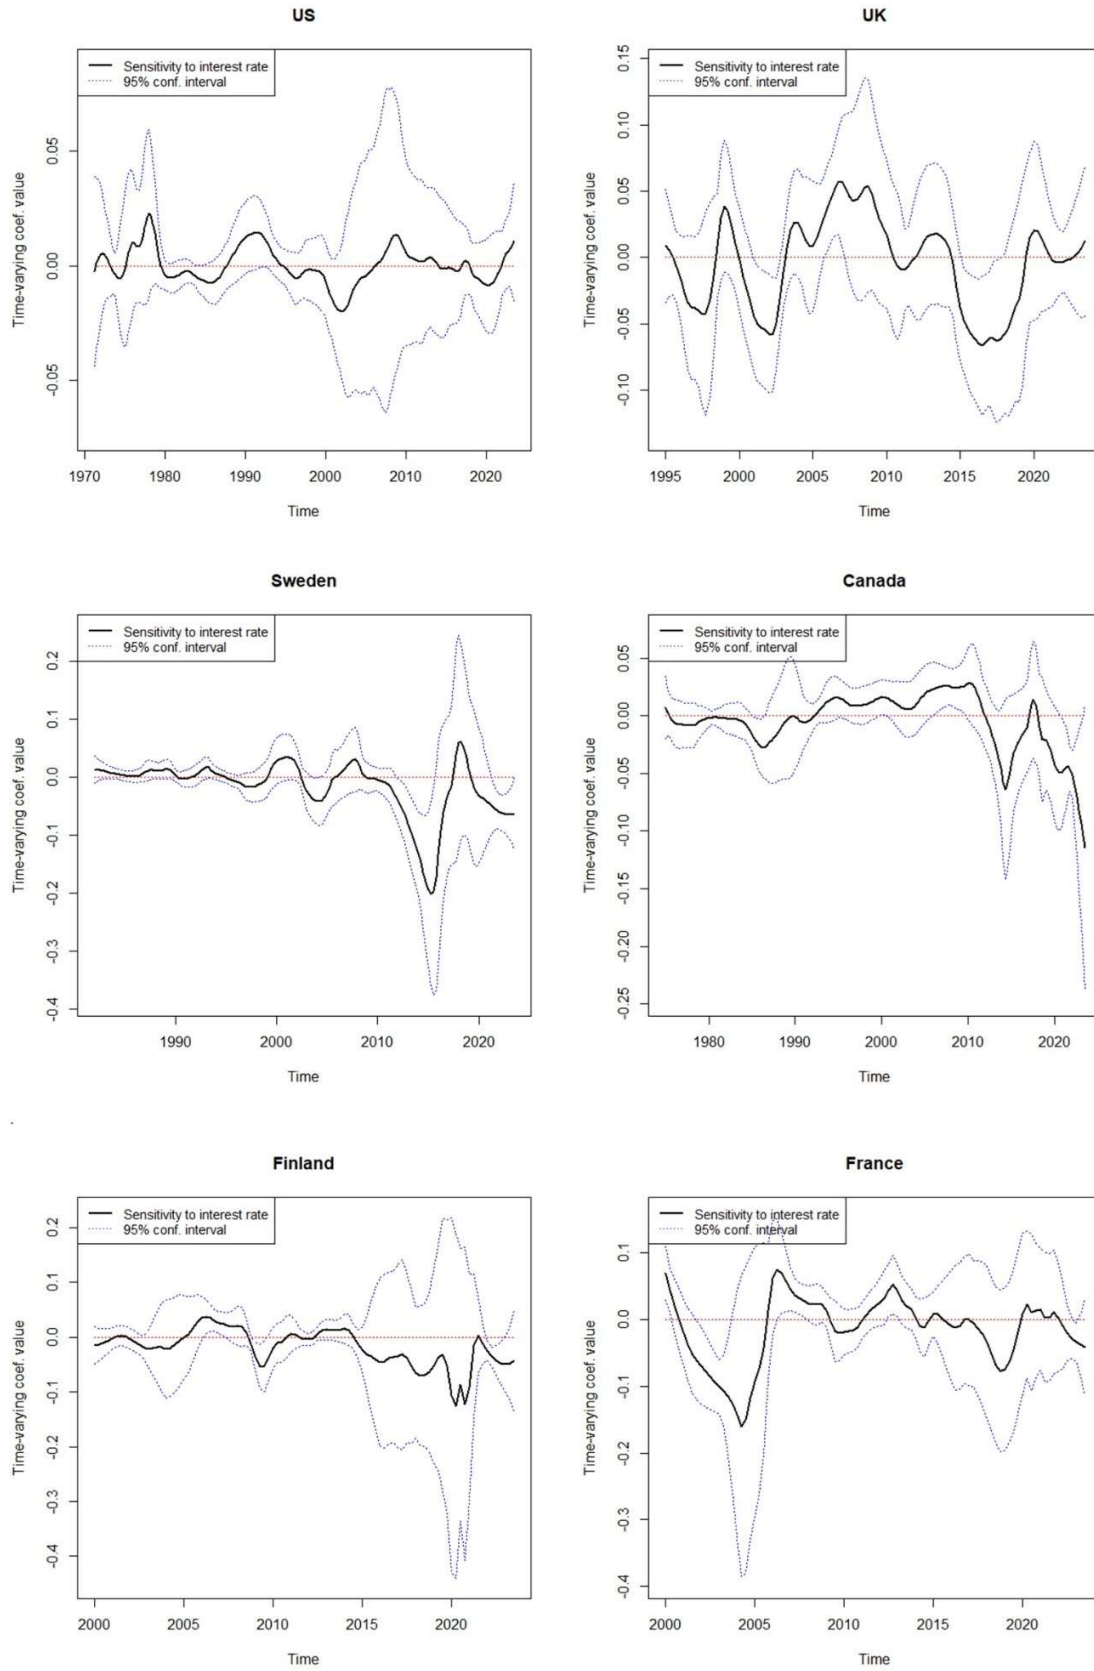 US
Sensitivity to interest rate
95% conf. interval
Time-varying coef. value
0.05
0.00
-0.05
1970 1980 1990 2000 2010 2020
Time
UK
Sensitivity to interest rate
95% conf. interval
Time-varying coef. value
0.15
0.10
0.05
0.00
-0.05
-0.10
1995 2000 2005 2010 2015 2020
Time
Sweden
Sensitivity to interest rate
95% conf. interval
Time-varying coef. value
0.2
0.1
0.0
-0.1
-0.2
-0.3
-0.4
1990 2000 2010 2020
Time
Canada
Sensitivity to interest rate
95% conf. interval
Time-varying coef. value
0.05
0.00
-0.05
-0.10
-0.15
-0.20
-0.25
1980 1990 2000 2010 2020
Time
.
Finland
Sensitivity to interest rate
95% conf. interval
Time-varying coef. value
0.2
0.1
0.0
-0.1
-0.2
-0.3
-0.4
2000 2005 2010 2015 2020
Time
France
Sensitivity to interest rate
95% conf. interval
Time-varying coef. value
0.1
0.0
-0.1
-0.2
-0.3
-0.4
2000 2005 2010 2015 2020
Time